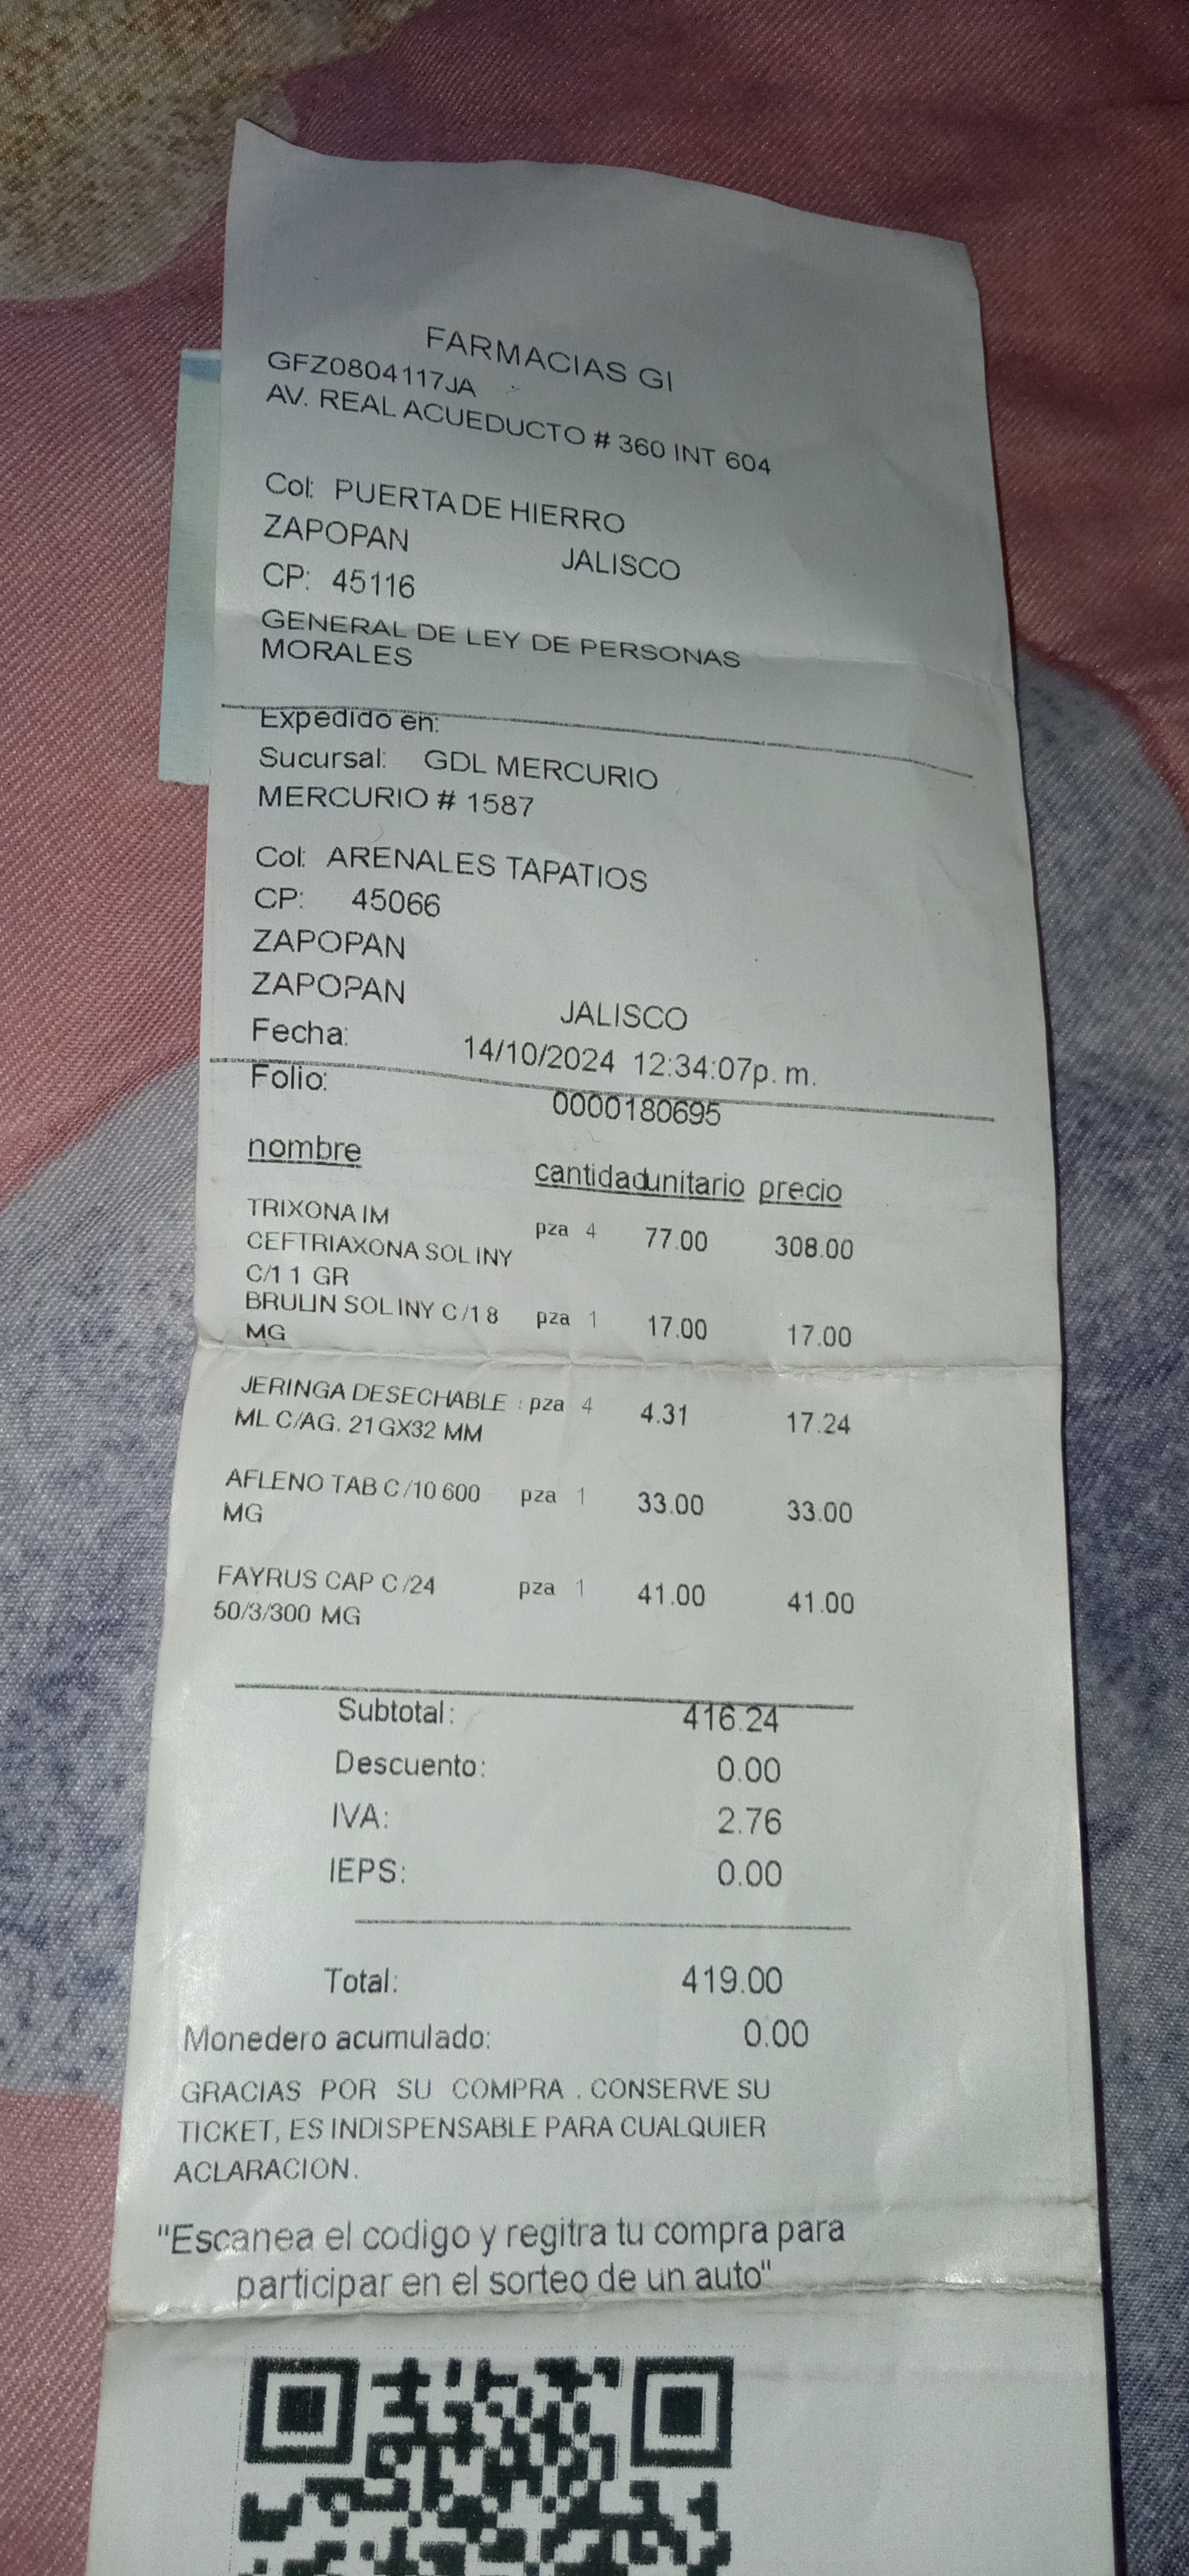 FARMACIAS GI
GFZ0804117JA
AV. REAL ACUEDUCTO # 360 INT 604
Col: PUERTA DE HIERRO
ZAPOPAN JALISCO
CP: 45116
GENERAL DE LEY DE PERSONAS
MORALES
Expedido en:
Sucursal: GDL MERCURIO
MERCURIO # 1587
Col: ARENALES TAPATIOS
CP: 45066
ZAPOPAN
ZAPOPAN JALISCO
Fecha: 14/10/2024 12:34:07p. m.
Folio: 0000180695
nombre cantidad unitario precio
TRIXONA IM pza 4 77.00 308.00
CEFTRIAXONA SOL INY
C/1 1 GR
BRULIN SOL INY C/1 8 pza 1 17.00 17.00
MG
JERINGA DESECHABLE : pza 4 4.31 17.24
ML C/AG. 21GX32 MM
AFLENO TAB C/10 600 pza 1 33.00 33.00
MG
FAYRUS CAP C/24 pza 1 41.00 41.00
50/3/300 MG
Subtotal: 416.24
Descuento: 0.00
IVA: 2.76
IEPS: 0.00
Total: 419.00
Monedero acumulado: 0.00
GRACIAS POR SU COMPRA . CONSERVE SU
TICKET, ES INDISPENSABLE PARA CUALQUIER
ACLARACION.
"Escanea el codigo y regitra tu compra para
participar en el sorteo de un auto"